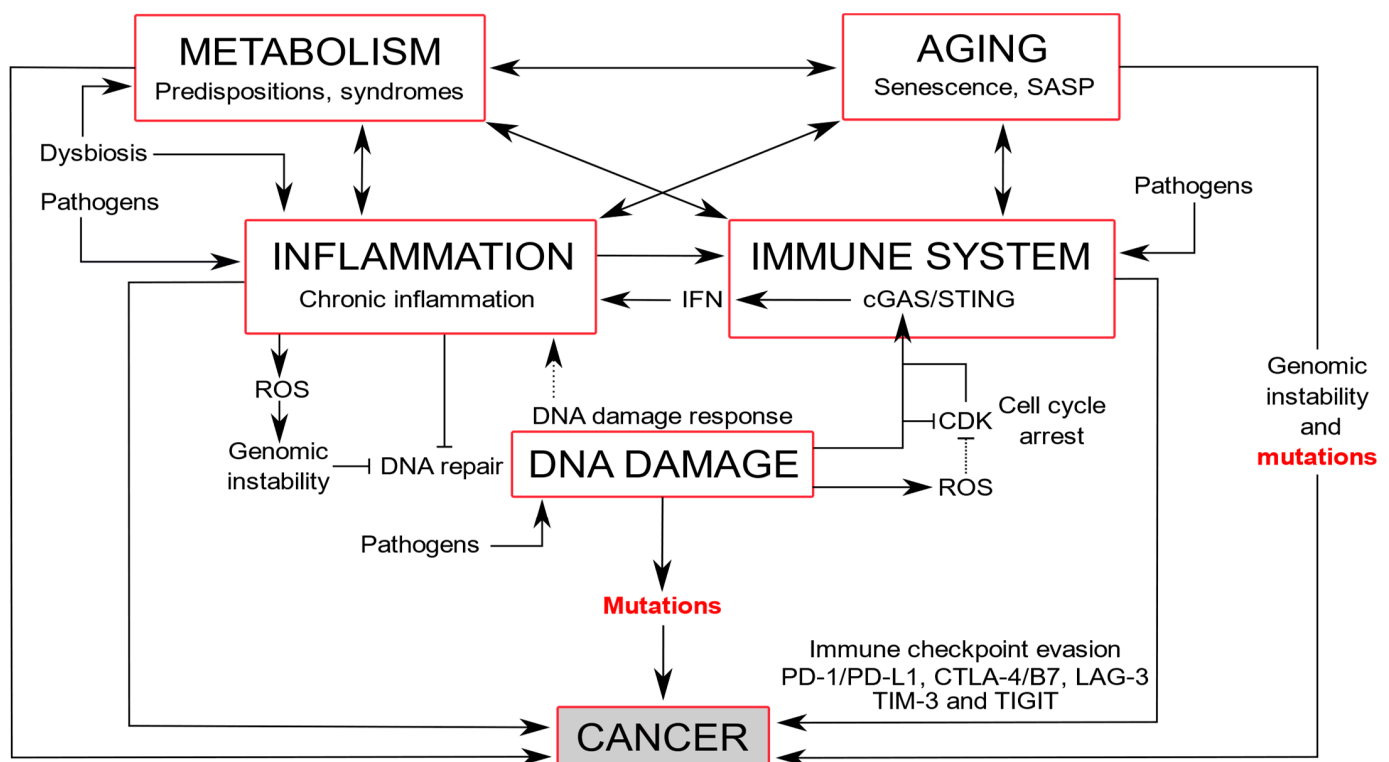 METABOLISM
Predispositions, syndromes
AGING
Senescence, SASP
Dysbiosis
Pathogens
Pathogens
INFLAMMATION
Chronic inflammation
IFN
IMMUNE SYSTEM
cGAS/STING
ROS
Genomic
instability
DNA repair
DNA damage response
DNA DAMAGE
CDK
Cell cycle
arrest
ROS
Genomic
instability
and
mutations
Pathogens
Mutations
Immune checkpoint evasion
PD-1/PD-L1, CTLA-4/B7, LAG-3
TIM-3 and TIGIT
CANCER